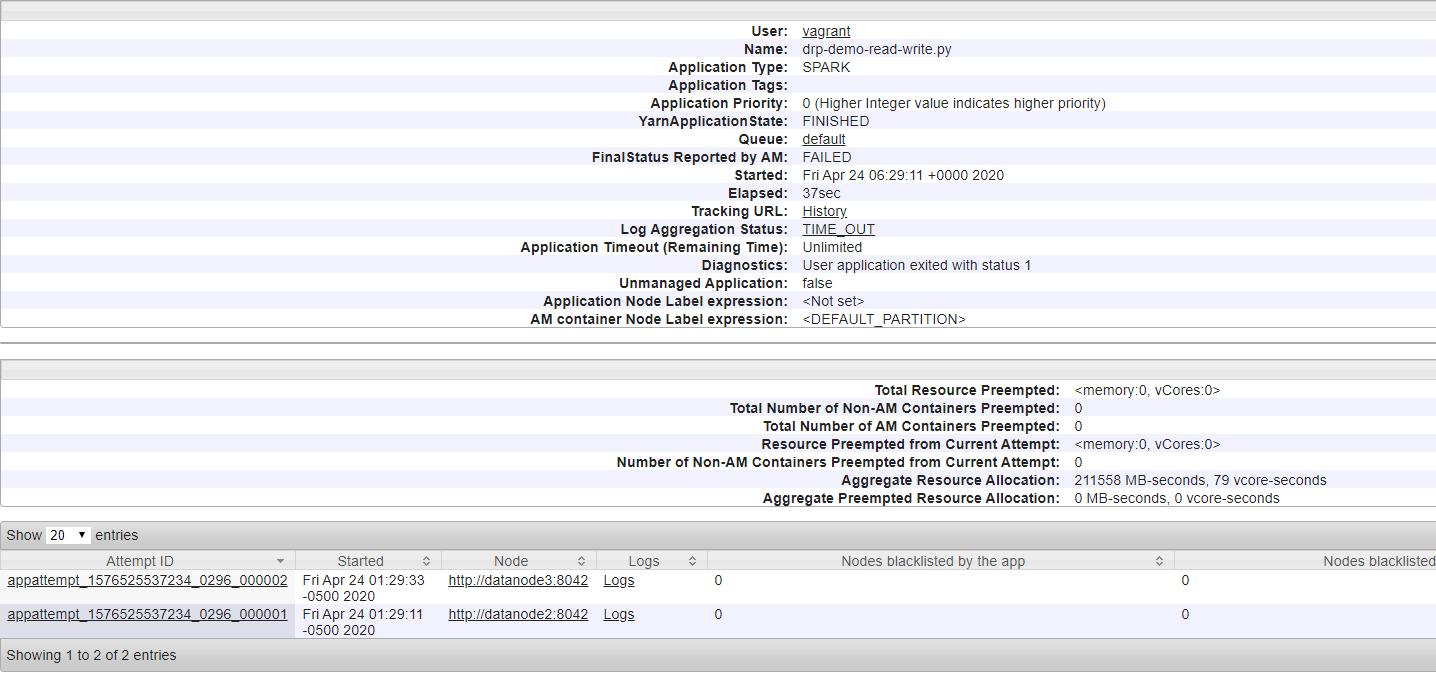 User: vagrant
Name: drp-demo-read-write.py
Application Type: SPARK
Application Tags:
Application Priority: 0 (Higher Integer value indicates higher priority)
YarnApplicationState: FINISHED
Queue: default
FinalStatus Reported by AM: FAILED
Started: Fri Apr 24 06:29:11 +0000 2020
Elapsed: 37sec
Tracking URL: History
Log Aggregation Status: TIME_OUT
Application Timeout (Remaining Time): Unlimited
Diagnostics: User application exited with status 1
Unmanaged Application: false
Application Node Label expression: <Not set>
AM container Node Label expression: <DEFAULT_PARTITION>
Total Resource Preempted: <memory:0, vCores:0>
Total Number of Non-AM Containers Preempted: 0
Total Number of AM Containers Preempted: 0
Resource Preempted from Current Attempt: <memory:0, vCores:0>
Number of Non-AM Containers Preempted from Current Attempt: 0
Aggregate Resource Allocation: 211558 MB-seconds, 79 vcore-seconds
Aggregate Preempted Resource Allocation: 0 MB-seconds, 0 vcore-seconds
Show 20 entries
Attempt ID Started Node Logs Nodes blacklisted by the app Nodes blacklisted
appattempt_1576525537234_0296_000002 Fri Apr 24 01:29:33 http://datanode3:8042 Logs 0 0
-0500 2020
appattempt_1576525537234_0296_000001 Fri Apr 24 01:29:11 http://datanode2:8042 Logs 0 0
-0500 2020
Showing 1 to 2 of 2 entries